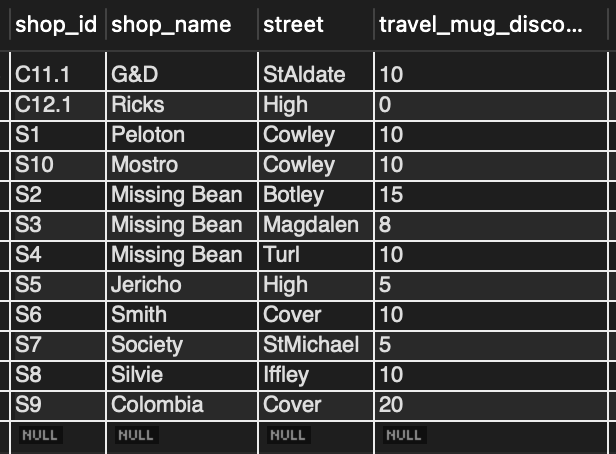 shop_id shop_name street travel_mug_disco...
C11.1 G&D StAldate 10
C12.1 Ricks High 0
S1 Peloton Cowley 10
S10 Mostro Cowley 10
S2 Missing Bean Botley 15
S3 Missing Bean Magdalen 8
S4 Missing Bean Turl 10
S5 Jericho High 5
S6 Smith Cover 10
S7 Society StMichael 5
S8 Silvie Iffley 10
S9 Colombia Cover 20
NULL NULL NULL NULL